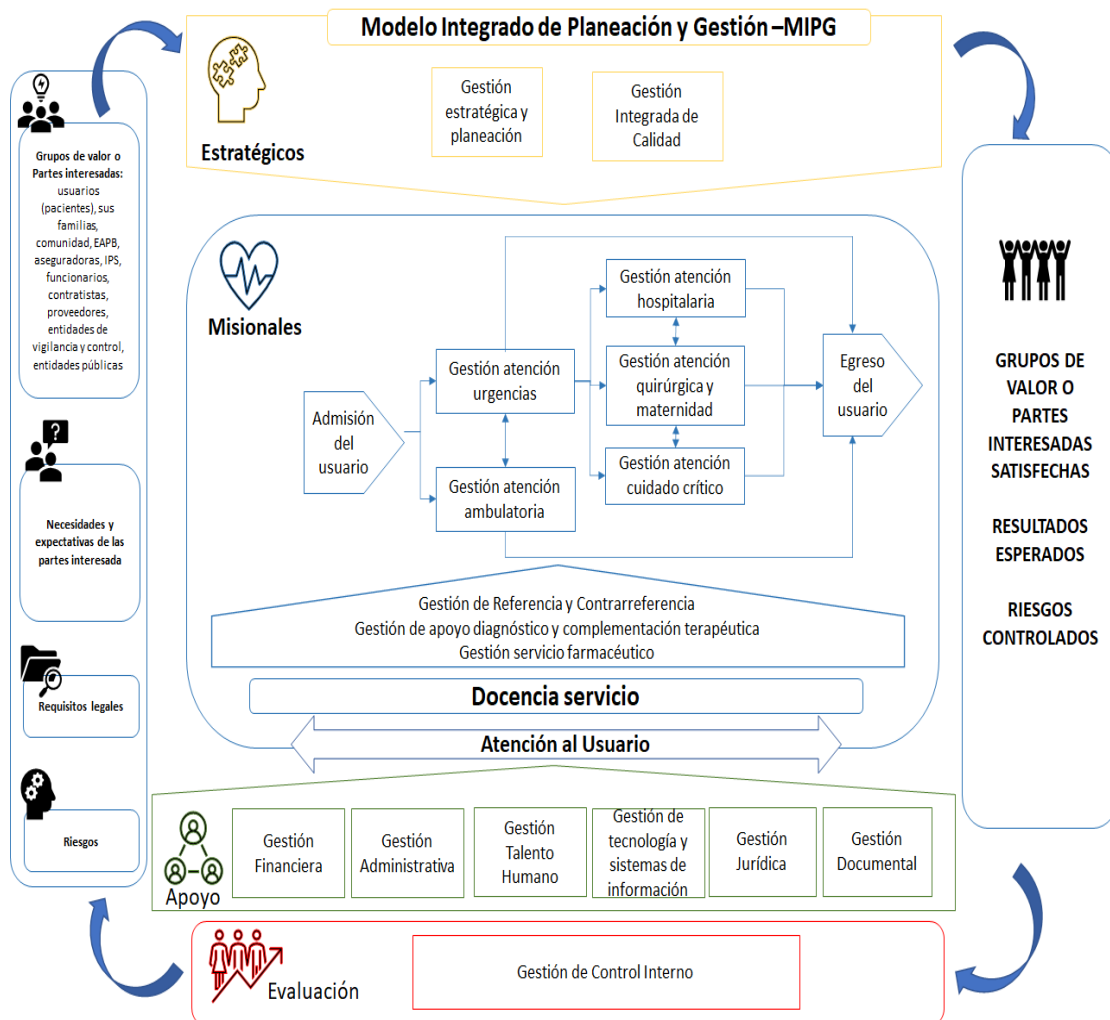 Modelo Integrado de Planeación y Gestión –MIPG
Estratégicos
Gestión
estratégica y
planeación
Gestión
Integrada de
Calidad
Grupos de valor o
Partes interesadas:
usuarios
(pacientes), sus
familias,
comunidad, EAPB,
aseguradoras, IPS,
funcionarios,
contratistas,
proveedores,
entidades de
vigilancia y control,
entidades públicas
Necesidades y
expectativas de las
partes interesada
Requisitos legales
Riesgos
Misionales
Admisión
del
usuario
Gestión atención
urgencias
Gestión atención
ambulatoria
Gestión atención
hospitalaria
Gestión atención
quirúrgica y
maternidad
Gestión atención
cuidado crítico
Egreso
del
usuario
Gestión de Referencia y Contrarreferencia
Gestión de apoyo diagnóstico y complementación terapéutica
Gestión servicio farmacéutico
Docencia servicio
Atención al Usuario
Apoyo
Gestión
Financiera
Gestión
Administrativa
Gestión
Talento
Humano
Gestión de
tecnología y
sistemas de
información
Gestión
Jurídica
Gestión
Documental
Evaluación
Gestión de Control Interno
GRUPOS DE
VALOR O
PARTES
INTERESADAS
SATISFECHAS
RESULTADOS
ESPERADOS
RIESGOS
CONTROLADOS